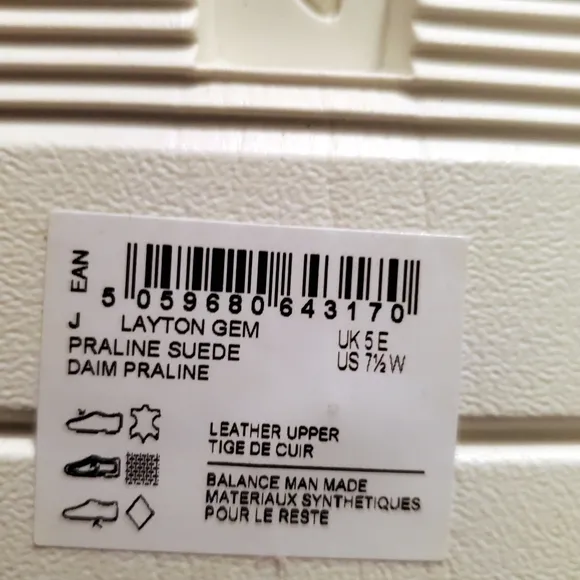 EAN
5 059680 643170
J LAYTON GEM
PRALINE SUEDE
DAIM PRALINE
UK 5 E
US 7½ W
LEATHER UPPER
TIGE DE CUIR
BALANCE MAN MADE
MATERIAUX SYNTHETIQUES
POUR LE RESTE